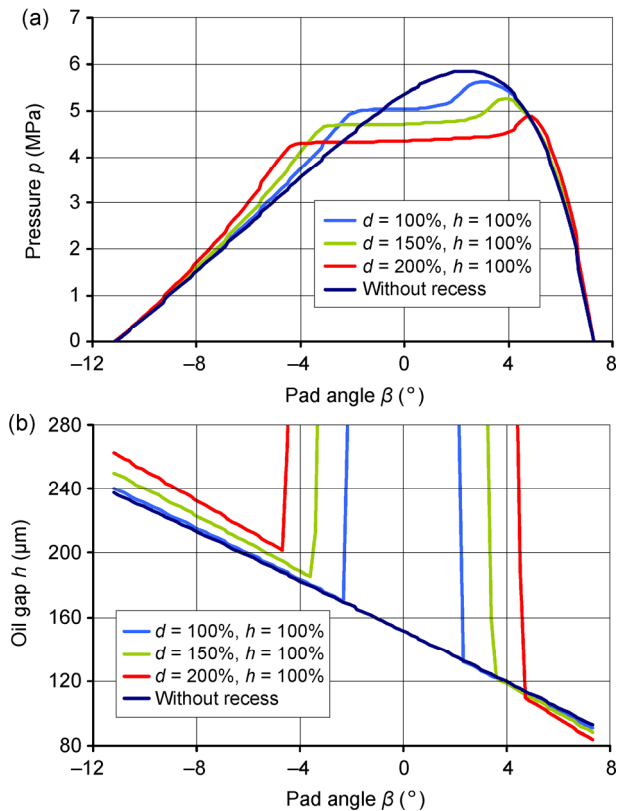 (a)
7
6
5
4
3
2
1
0
Pressure p (MPa)
d = 100%, h = 100%
d = 150%, h = 100%
d = 200%, h = 100%
Without recess
–12 –8 –4 0 4 8
Pad angle β (°)
(b)
280
240
200
160
120
80
Oil gap h (μm)
d = 100%, h = 100%
d = 150%, h = 100%
d = 200%, h = 100%
Without recess
–12 –8 –4 0 4 8
Pad angle β (°)